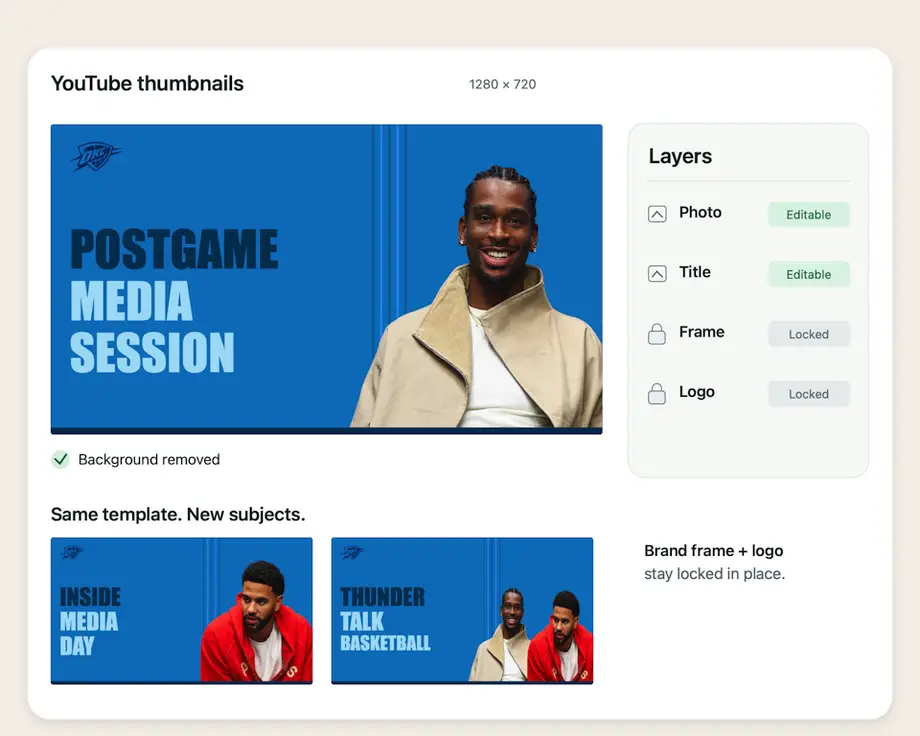 YouTube thumbnails
1280 × 720
OKC
POSTGAME
MEDIA
SESSION
Layers
Photo
Editable
Title
Editable
Frame
Locked
Logo
Locked
Background removed
Same template. New subjects.
INSIDE
MEDIA
DAY
THUNDER
TALK
BASKETBALL
Brand frame + logo
stay locked in place.